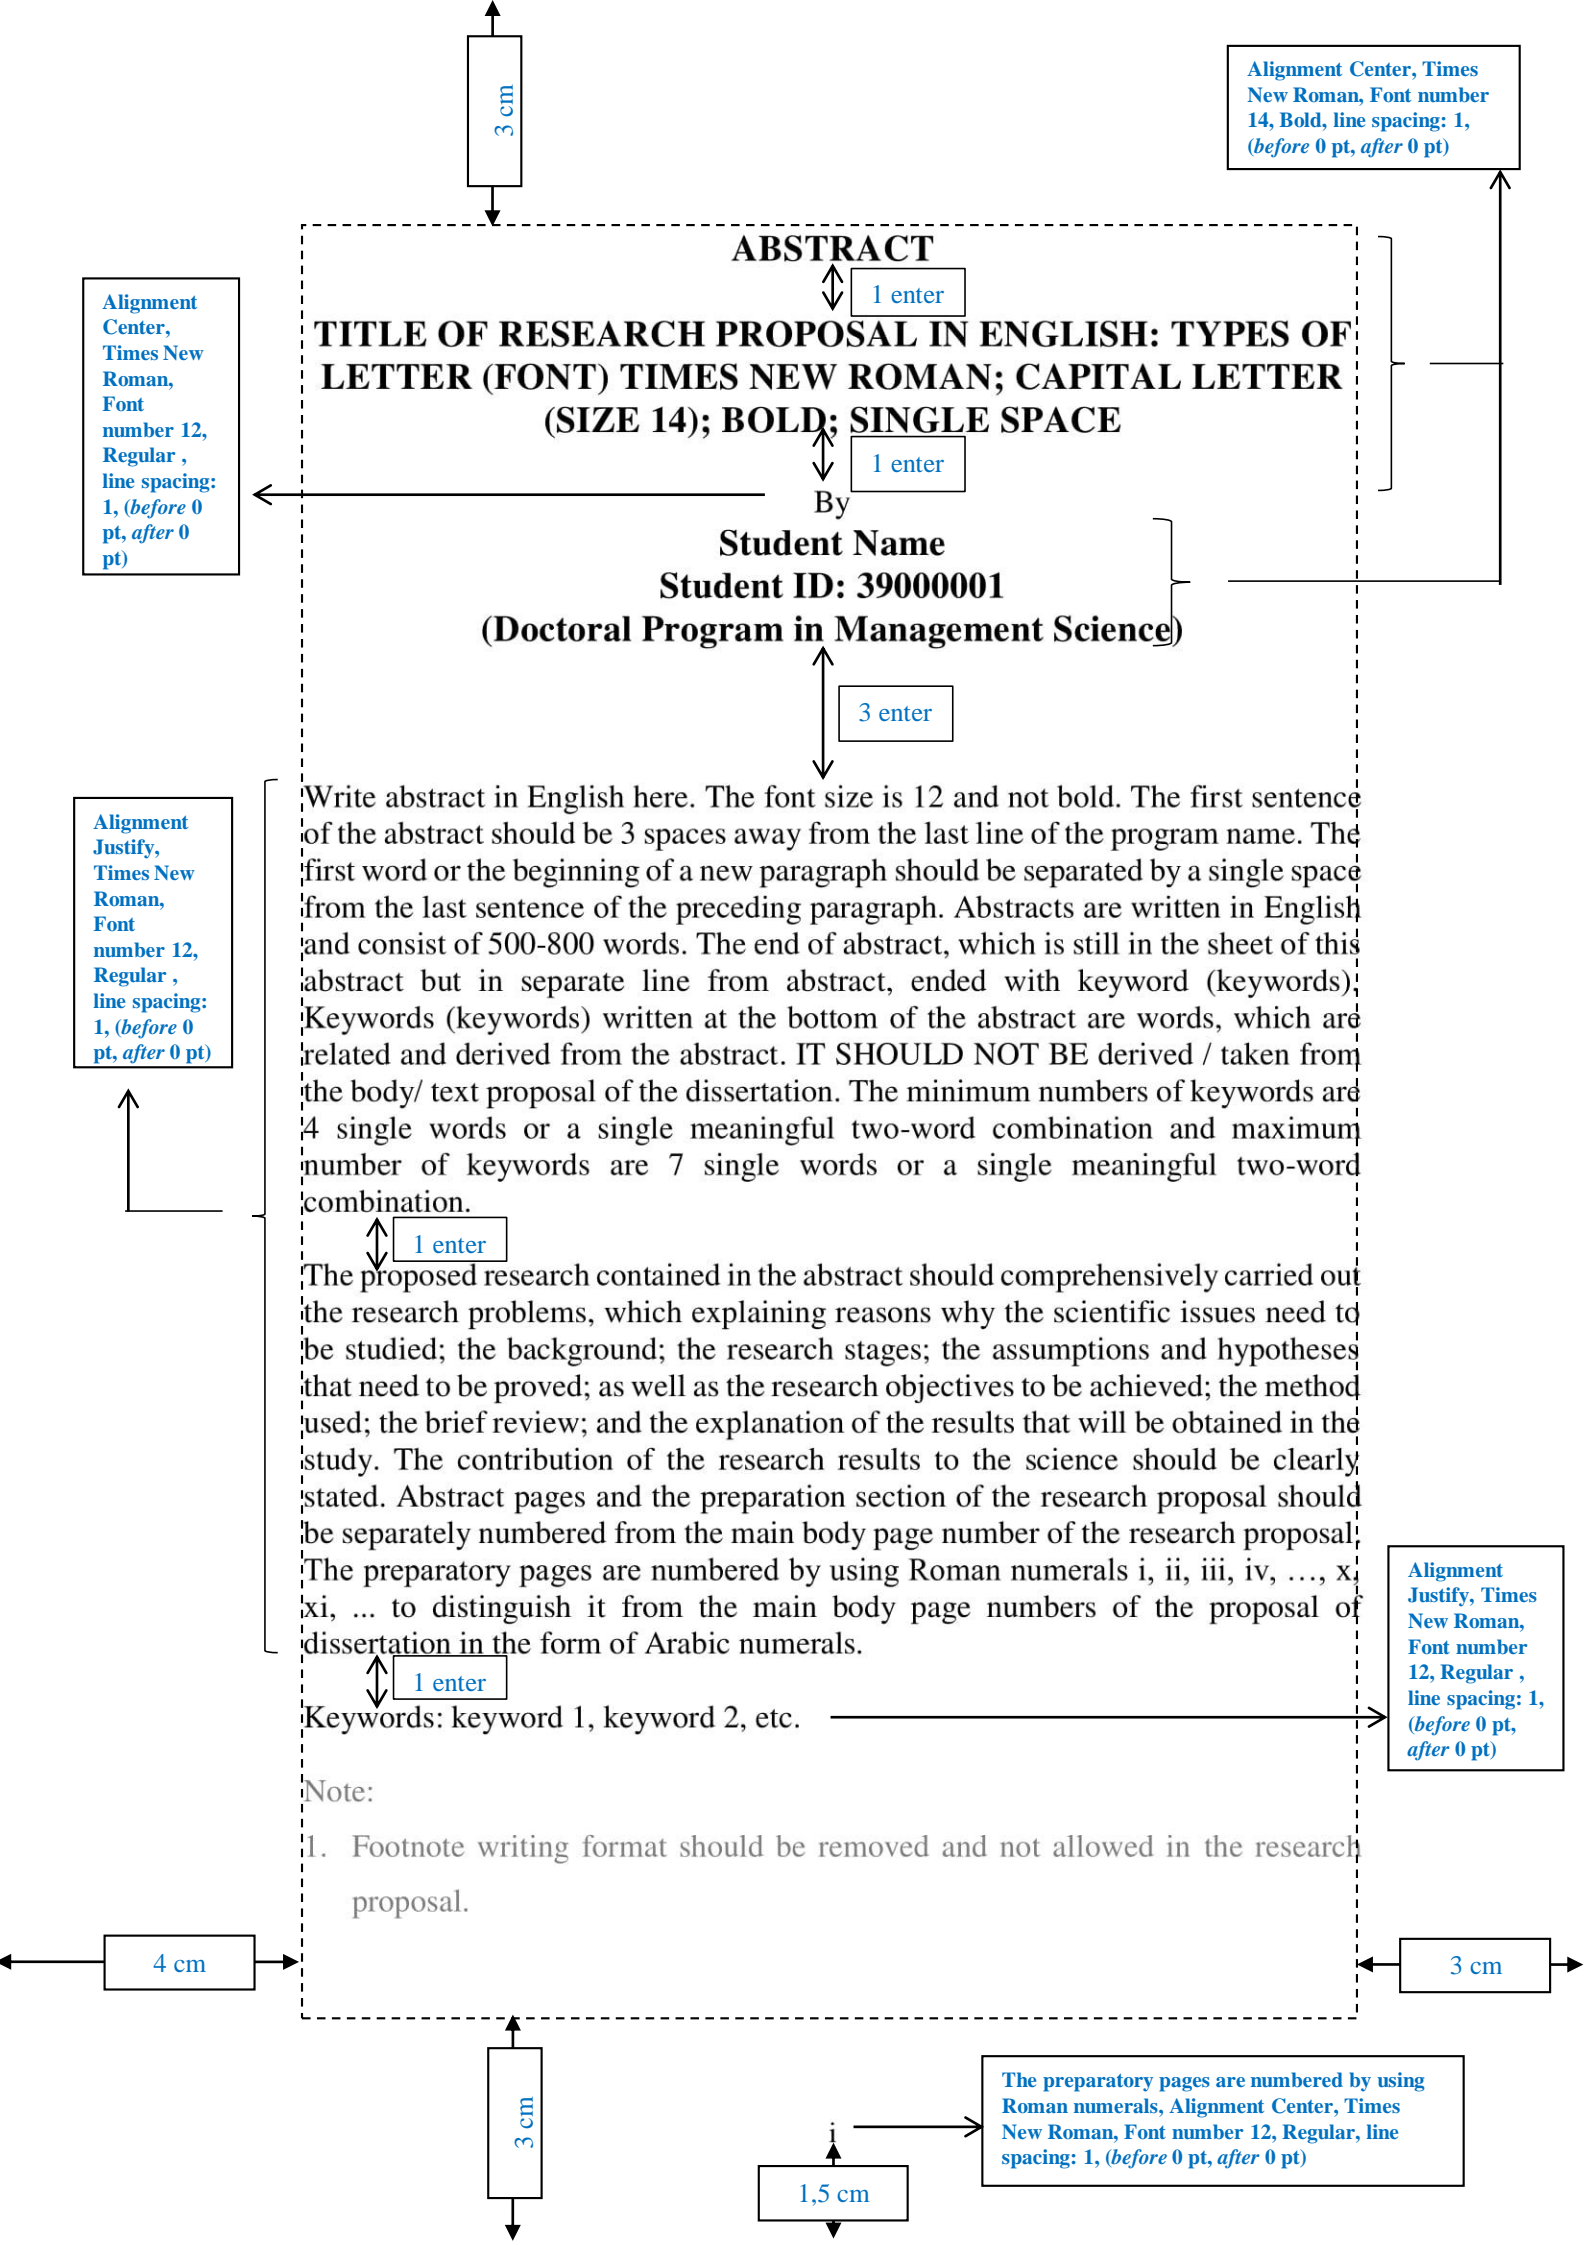 3 cm
Alignment Center, Times
New Roman, Font number
14, Bold, line spacing: 1,
(before 0 pt, after 0 pt)
ABSTRACT
1 enter
Alignment
Center,
Times New
Roman,
Font
number 12,
Regular ,
line spacing:
1, (before 0
pt, after 0
pt)
TITLE OF RESEARCH PROPOSAL IN ENGLISH: TYPES OF
LETTER (FONT) TIMES NEW ROMAN; CAPITAL LETTER
(SIZE 14); BOLD; SINGLE SPACE
1 enter
By
Student Name
Student ID: 39000001
(Doctoral Program in Management Science)
3 enter
Alignment
Justify,
Times New
Roman,
Font
number 12,
Regular ,
line spacing:
1, (before 0
pt, after 0 pt)
Write abstract in English here. The font size is 12 and not bold. The first sentence
of the abstract should be 3 spaces away from the last line of the program name. The
first word or the beginning of a new paragraph should be separated by a single space
from the last sentence of the preceding paragraph. Abstracts are written in English
and consist of 500-800 words. The end of abstract, which is still in the sheet of this
abstract but in separate line from abstract, ended with keyword (keywords).
Keywords (keywords) written at the bottom of the abstract are words, which are
related and derived from the abstract. IT SHOULD NOT BE derived / taken from
the body/ text proposal of the dissertation. The minimum numbers of keywords are
4 single words or a single meaningful two-word combination and maximum
number of keywords are 7 single words or a single meaningful two-word
combination.
1 enter
The proposed research contained in the abstract should comprehensively carried out
the research problems, which explaining reasons why the scientific issues need to
be studied; the background; the research stages; the assumptions and hypotheses
that need to be proved; as well as the research objectives to be achieved; the method
used; the brief review; and the explanation of the results that will be obtained in the
study. The contribution of the research results to the science should be clearly
stated. Abstract pages and the preparation section of the research proposal should
be separately numbered from the main body page number of the research proposal.
The preparatory pages are numbered by using Roman numerals i, ii, iii, iv, …, x,
xi, ... to distinguish it from the main body page numbers of the proposal of
dissertation in the form of Arabic numerals.
1 enter
Keywords: keyword 1, keyword 2, etc.
Alignment
Justify, Times
New Roman,
Font number
12, Regular ,
line spacing: 1,
(before 0 pt,
after 0 pt)
Note:
1. Footnote writing format should be removed and not allowed in the research
proposal.
4 cm
3 cm
3 cm
i
The preparatory pages are numbered by using
Roman numerals, Alignment Center, Times
New Roman, Font number 12, Regular, line
spacing: 1, (before 0 pt, after 0 pt)
1,5 cm